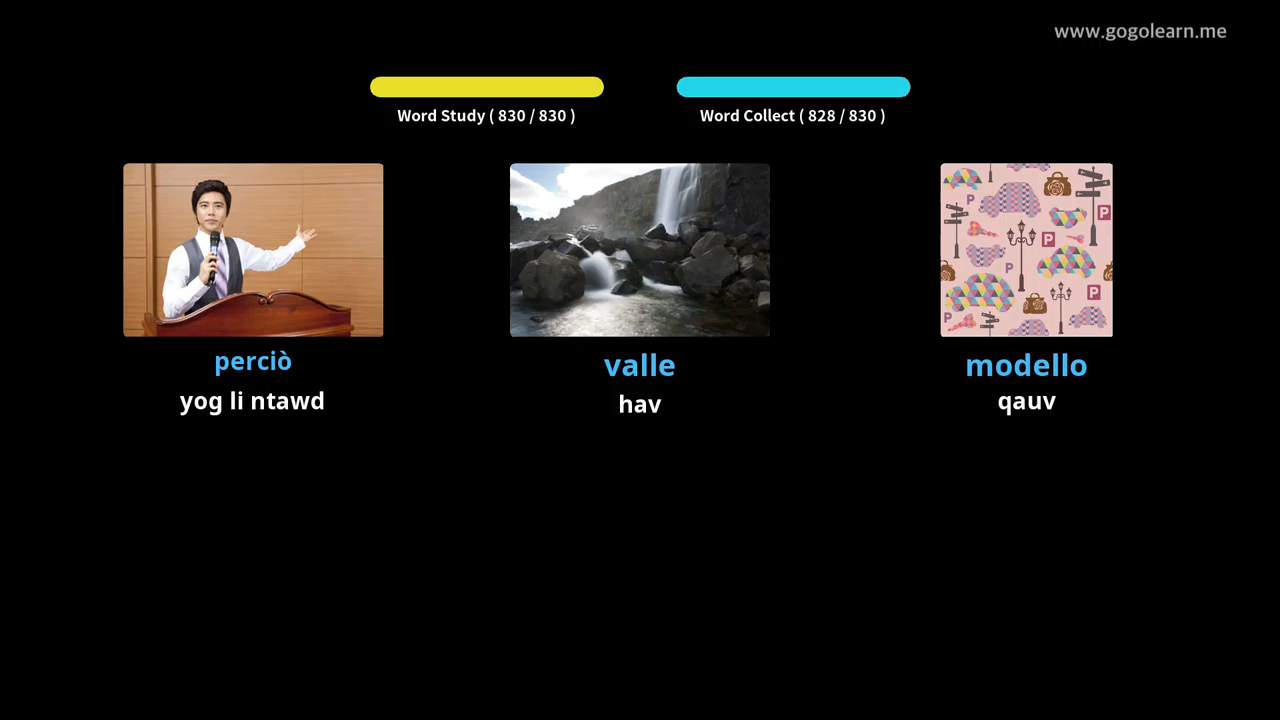 www.gogolearn.me
Word Study ( 830 / 830 )
Word Collect ( 828 / 830 )
P
P
P
P
P
P
perciò
valle
modello
yog li ntawd
hav
qauv